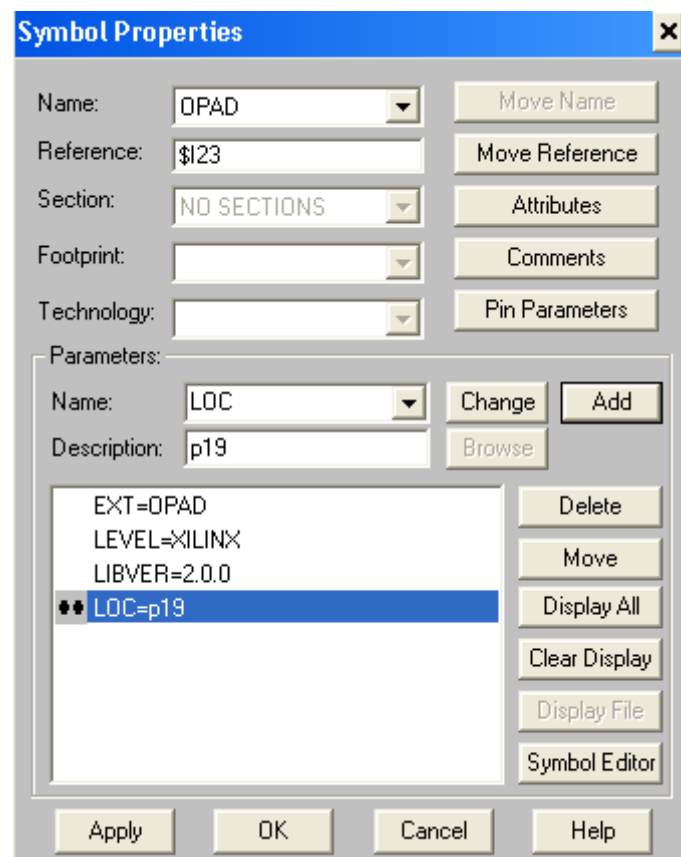 Symbol Properties
Name: OPAD Move Name
Reference: $I23 Move Reference
Section: NO SECTIONS Attributes
Footprint: Comments
Technology: Pin Parameters
Parameters:
Name: LOC Change Add
Description: p19 Browse
EXT=OPAD Delete
LEVEL=XILINX
LIBVER=2.0.0 Move
LOC=p19 Display All
Clear Display
Display File
Symbol Editor
Apply OK Cancel Help